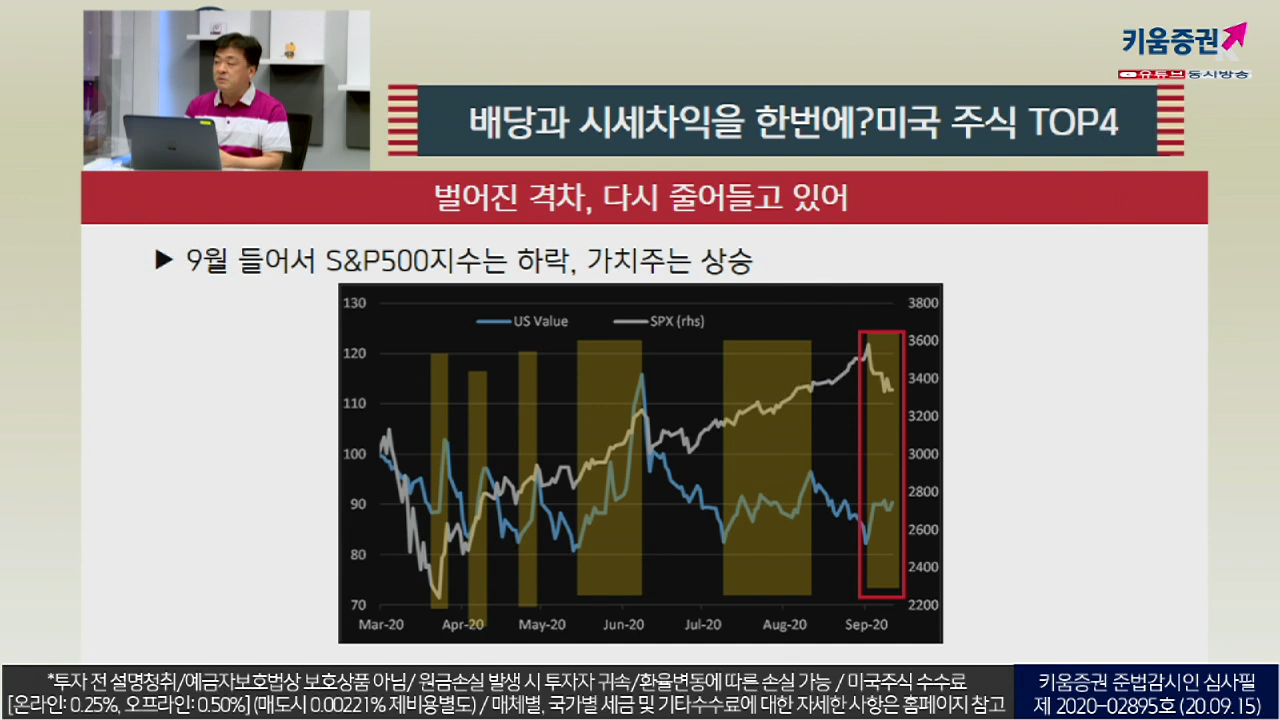 키움증권
유튜브 동시방송
배당과 시세차익을 한번에?미국 주식 TOP4
벌어진 격차, 다시 줄어들고 있어
▶ 9월 들어서 S&P500지수는 하락, 가치주는 상승
US Value SPX (rhs)
130 3800
120 3600
3400
110 3200
100 3000
2800
90 2600
80 2400
70 2200
Mar-20 Apr-20 May-20 Jun-20 Jul-20 Aug-20 Sep-20
*투자 전 설명청취/예금자보호법상 보호상품 아님/ 원금손실 발생 시 투자자 귀속/환율변동에 따른 손실 가능 / 미국주식 수수료
[온라인: 0.25%, 오프라인: 0.50%] (매도시 0.00221% 제비용별도) / 매체별, 국가별 세금 및 기타수수료에 대한 자세한 사항은 홈페이지 참고
키움증권 준법감시인 심사필
제 2020-02895호 (20.09.15)